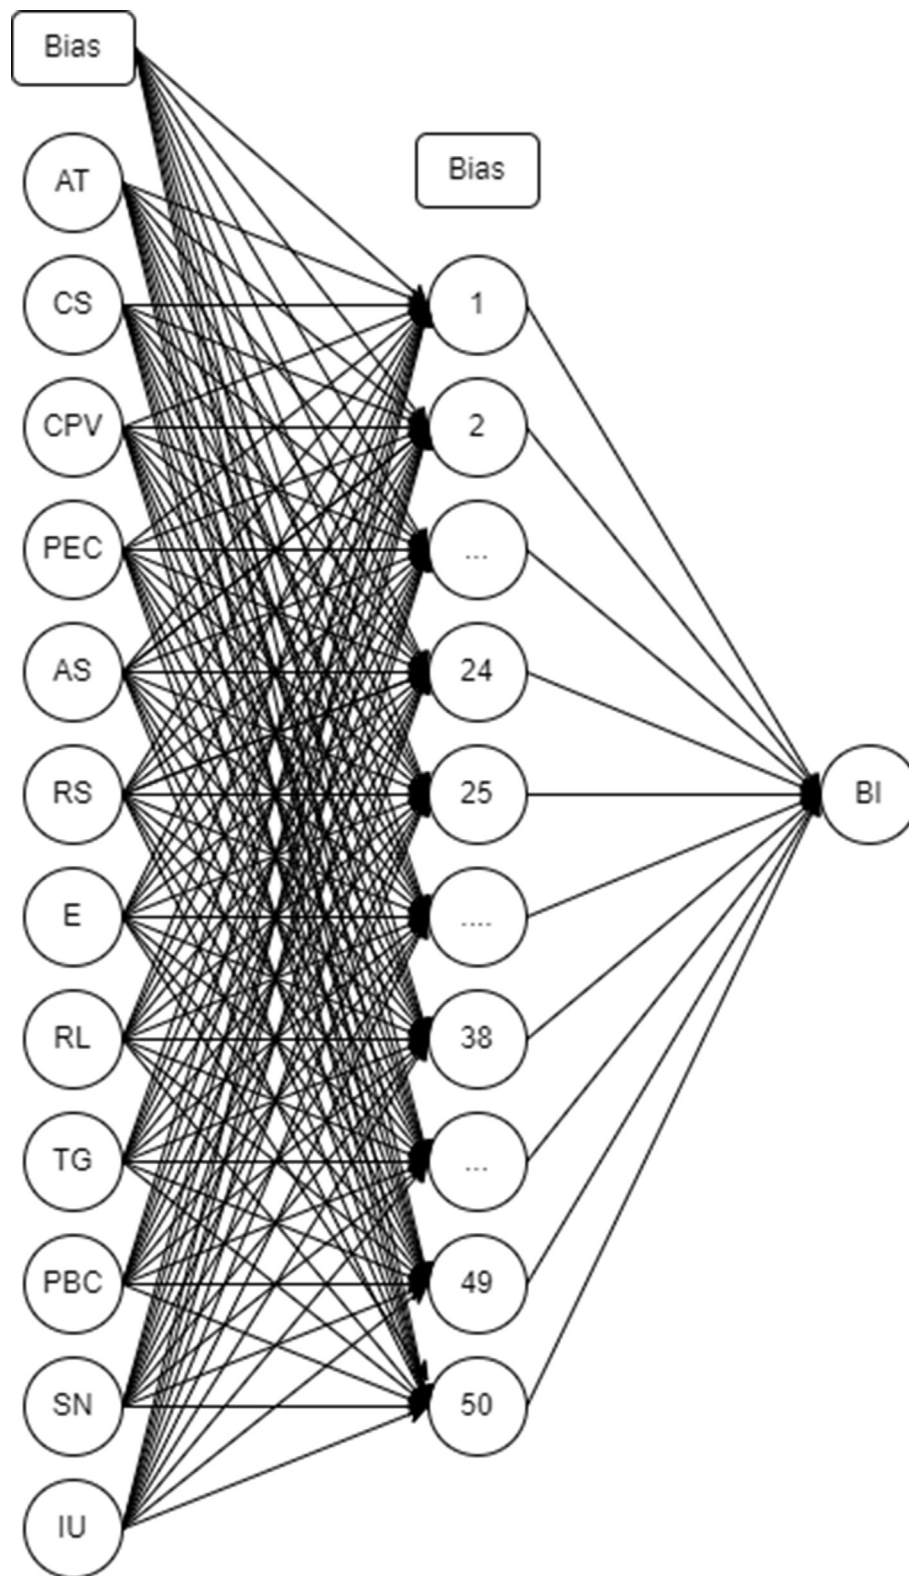 Bias
AT
CS
CPV
PEC
AS
RS
E
RL
TG
PBC
SN
IU
Bias
1
2
...
24
25
....
38
...
49
50
BI